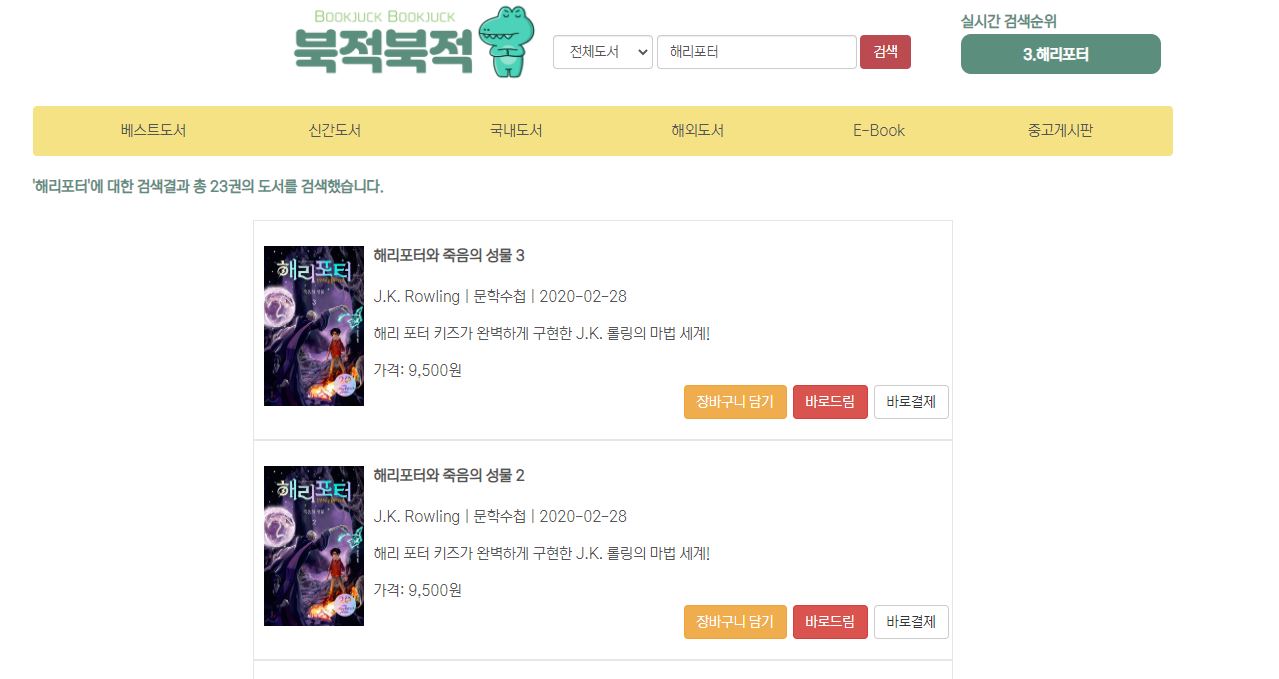 BOOKJUCK BOOKJUCK
북적북적
전체도서
해리포터
검색
실시간 검색순위
3.해리포터
베스트도서 신간도서 국내도서 해외도서 E-Book 중고게시판
'해리포터'에 대한 검색결과 총 23권의 도서를 검색했습니다.
해리포터
죽음의 성물
3
해리포터와 죽음의 성물 3
J.K. Rowling | 문학수첩 | 2020-02-28
해리 포터 키즈가 완벽하게 구현한 J.K. 롤링의 마법 세계!
가격: 9,500원
장바구니 담기 바로드림 바로결제
해리포터
죽음의 성물
2
해리포터와 죽음의 성물 2
J.K. Rowling | 문학수첩 | 2020-02-28
해리 포터 키즈가 완벽하게 구현한 J.K. 롤링의 마법 세계!
가격: 9,500원
장바구니 담기 바로드림 바로결제